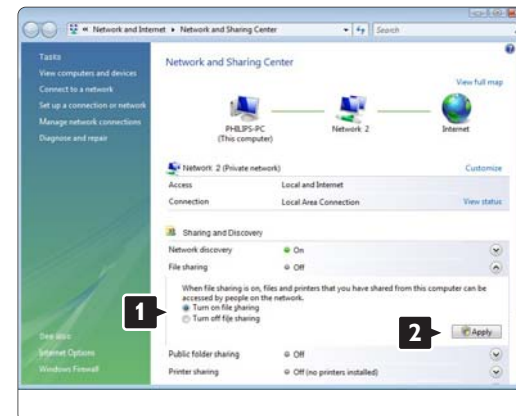 « Network and Internet ▸ Network and Sharing Center
Search
Tasks
View computers and devices
Connect to a network
Set up a connection or network
Manage network connections
Diagnose and repair
See also
Internet Options
Windows Firewall
Network and Sharing Center
View full map
PHILIPS-PC
(This computer)
Network 2
Internet
Network 2 (Private network)
Customize
Access Local and Internet
Connection Local Area Connection View status
Sharing and Discovery
Network discovery On
File sharing Off
When file sharing is on, files and printers that you have shared from this computer can be
accessed by people on the network.
1
Turn on file sharing
Turn off file sharing
2
Apply
Public folder sharing Off
Printer sharing Off (no printers installed)